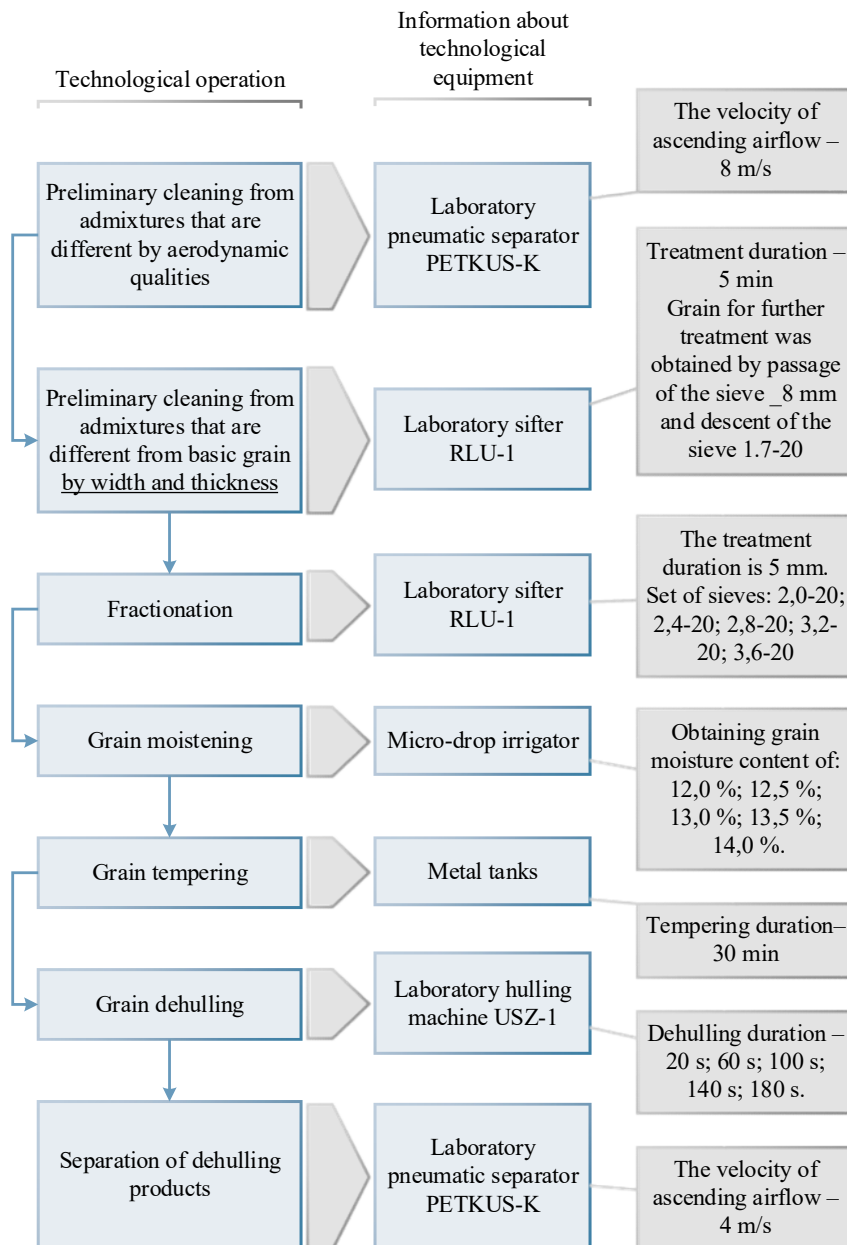 Information about
technological
equipment
Technological operation
The velocity of
ascending airflow –
8 m/s
Preliminary cleaning from
admixtures that are
different by aerodynamic
qualities
Laboratory
pneumatic separator
PETKUS-K
Treatment duration –
5 min
Grain for further
treatment was
obtained by passage
of the sieve _8 mm
and descent of the
sieve 1.7-20
Preliminary cleaning from
admixtures that are
different from basic grain
by width and thickness
Laboratory sifter
RLU-1
The treatment
duration is 5 mm.
Set of sieves: 2,0-20;
2,4-20; 2,8-20; 3,2-
20; 3,6-20
Fractionation
Laboratory sifter
RLU-1
Grain moistening
Micro-drop irrigator
Obtaining grain
moisture content of:
12,0 %; 12,5 %;
13,0 %; 13,5 %;
14,0 %.
Grain tempering
Metal tanks
Tempering duration–
30 min
Grain dehulling
Laboratory hulling
machine USZ-1
Dehulling duration –
20 s; 60 s; 100 s;
140 s; 180 s.
Separation of dehulling
products
Laboratory
pneumatic separator
PETKUS-K
The velocity of
ascending airflow –
4 m/s